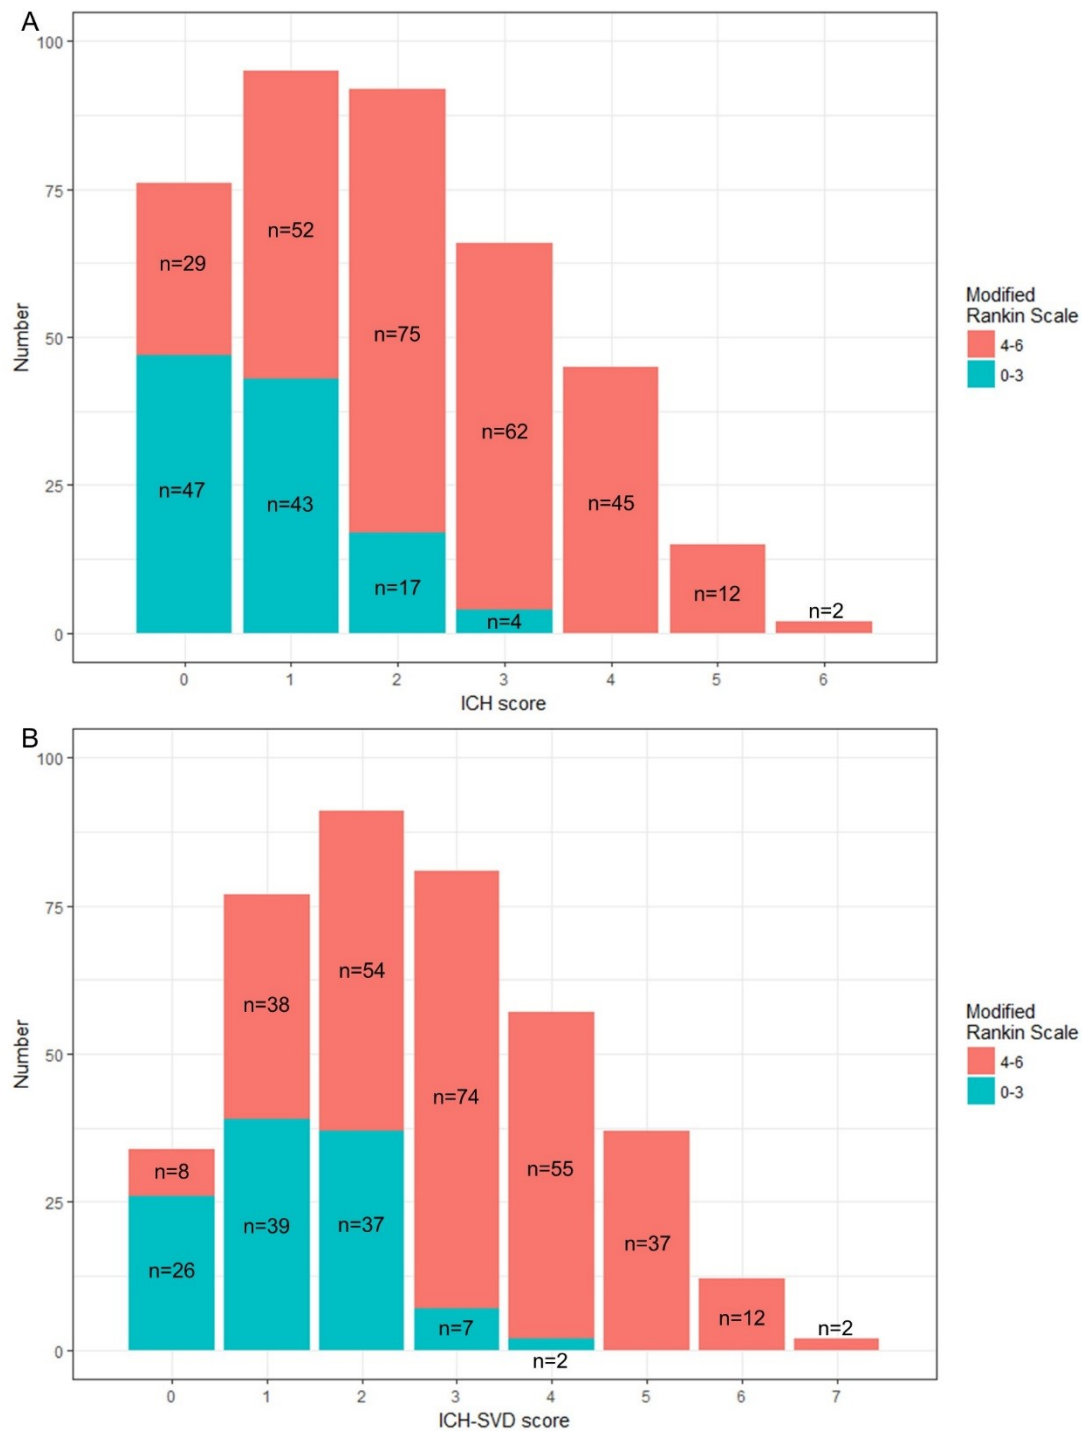 A
100
75
50
25
0
Number
n=29
n=52
n=75
n=62
n=45
n=12
n=2
n=47
n=43
n=17
n=4
0 1 2 3 4 5 6
ICH score
Modified
Rankin Scale
4-6
0-3
B
100
75
50
25
0
Number
n=8
n=38
n=54
n=74
n=55
n=37
n=12
n=2
n=26
n=39
n=37
n=7
n=2
0 1 2 3 4 5 6 7
ICH-SVD score
Modified
Rankin Scale
4-6
0-3